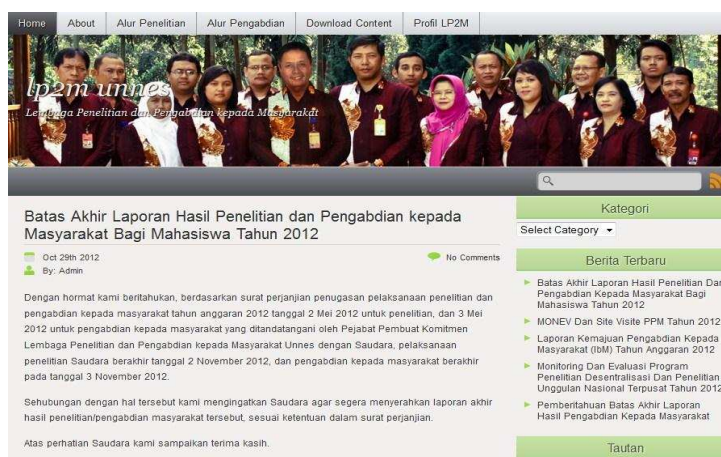 Home About Alur Penelitian Alur Pengabdian Download Content Profil LP2M
lp2m unnes
Lembaga Penelitian dan Pengabdian kepada Masyarakat
Batas Akhir Laporan Hasil Penelitian dan Pengabdian kepada
Masyarakat Bagi Mahasiswa Tahun 2012
Oct 29th 2012 No Comments
By: Admin
Dengan hormat kami beritahukan, berdasarkan surat perjanjian penugasan pelaksanaan penelitian dan
pengabdian kepada masyarakat tahun anggaran 2012 tanggal 2 Mei 2012 untuk penelitian, dan 3 Mei
2012 untuk pengabdian kepada masyarakat yang ditandatangani oleh Pejabat Pembuat Komitmen
Lembaga Penelitian dan Pengabdian kepada Masyarakat Unnes dengan Saudara, pelaksanaan
penelitian Saudara berakhir tanggal 2 November 2012, dan pengabdian kepada masyarakat berakhir
pada tanggal 3 November 2012.
Sehubungan dengan hal tersebut kami mengingatkan Saudara agar segera menyerahkan laporan akhir
hasil penelitian/pengabdian masyarakat tersebut, sesuai ketentuan dalam surat perjanjian.
Atas perhatian Saudara kami sampaikan terima kasih.
Kategori
Select Category
Berita Terbaru
Batas Akhir Laporan Hasil Penelitian Dan
Pengabdian Kepada Masyarakat Bagi
Mahasiswa Tahun 2012
MONEV Dan Site Visite PPM Tahun 2012
Laporan Kemajuan Pengabdian Kepada
Masyarakat (IbM) Tahun Anggaran 2012
Monitoring Dan Evaluasi Program
Penelitian Desentralisasi Dan Penelitian
Unggulan Nasional Terpusat Tahun 2012
Pemberitahuan Batas Akhir Laporan
Hasil Pengabdian Kepada Masyarakat
Tautan